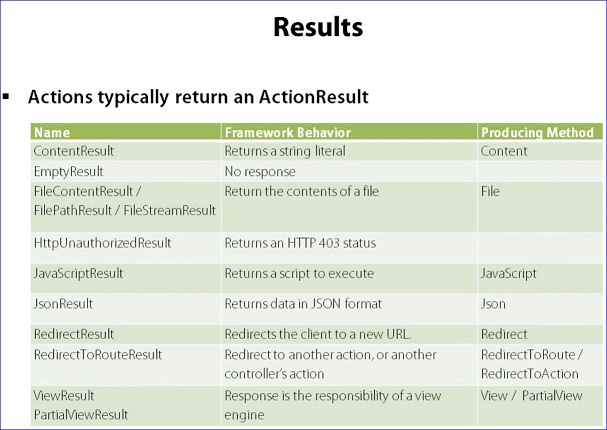 Results
▪ Actions typically return an ActionResult
Name Framework Behavior Producing Method
ContentResult Returns a string literal Content
EmptyResult No response
FileContentResult / Return the contents of a file File
FilePathResult / FileStreamResult
HttpUnauthorizedResult Returns an HTTP 403 status
JavaScriptResult Returns a script to execute JavaScript
JsonResult Returns data in JSON format Json
RedirectResult Redirects the client to a new URL. Redirect
RedirectToRouteResult Redirect to another action, or another RedirectToRoute /
controller's action RedirectToAction
ViewResult Response is the responsibility of a view View / PartialView
PartialViewResult engine